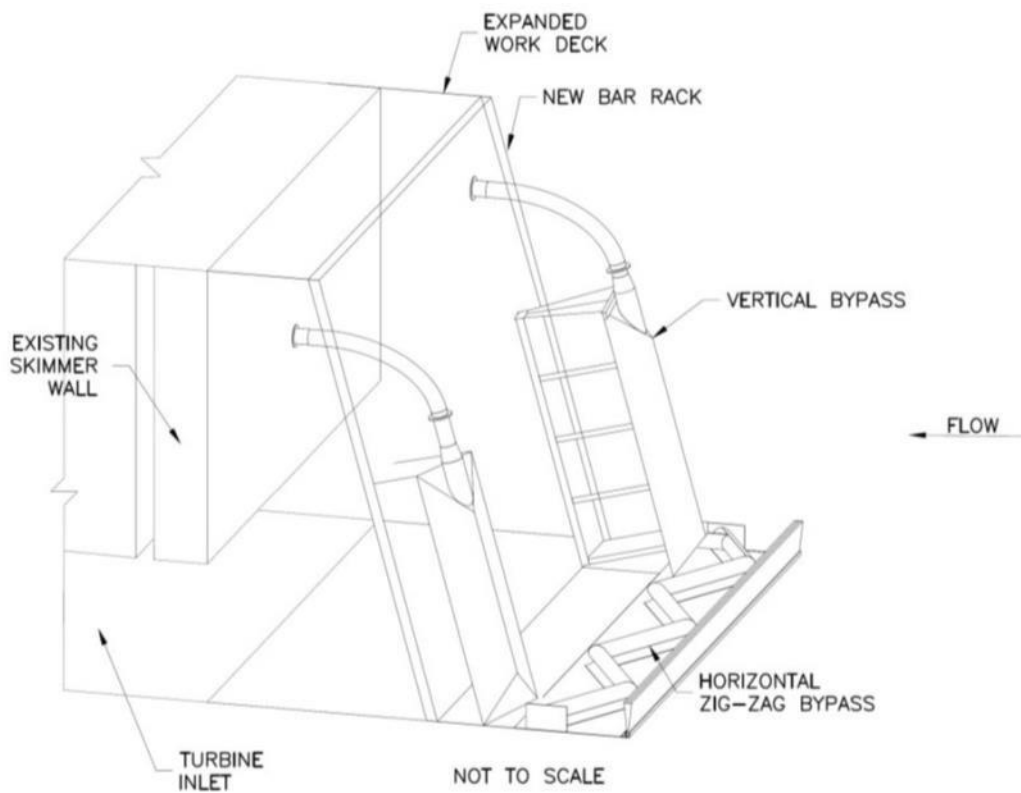 EXPANDED
WORK DECK
NEW BAR RACK
VERTICAL BYPASS
EXISTING
SKIMMER
WALL
FLOW
HORIZONTAL
ZIG-ZAG BYPASS
TURBINE
INLET
NOT TO SCALE